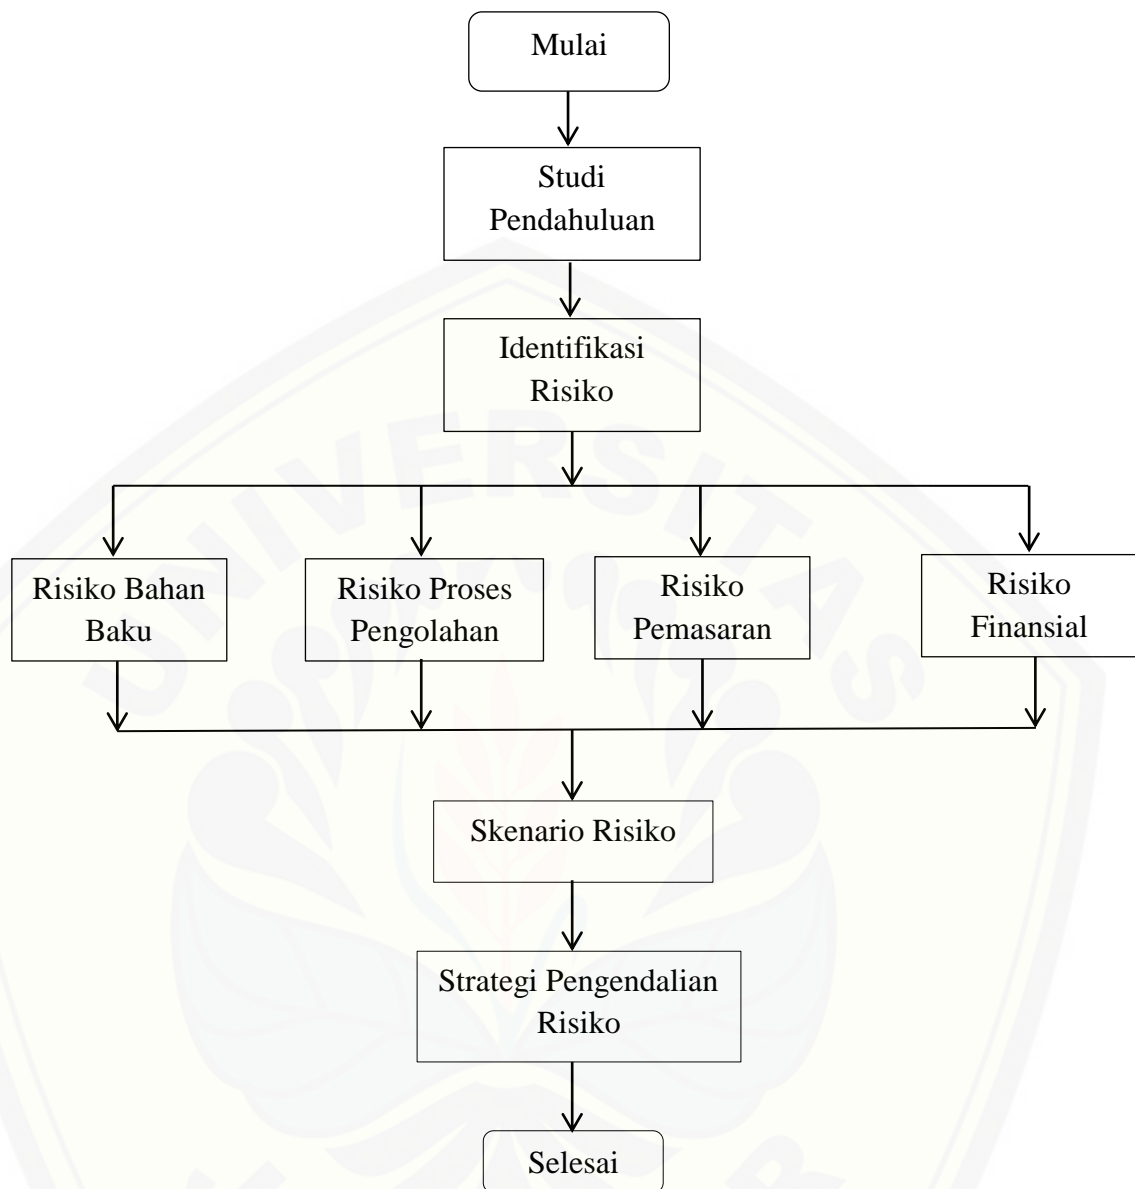 Mulai
Studi
Pendahuluan
Identifikasi
Risiko
UNIVERSITAS
Risiko Bahan
Baku
Risiko Proses
Pengolahan
Risiko
Pemasaran
Risiko
Finansial
Skenario Risiko
Strategi Pengendalian
Risiko
Selesai